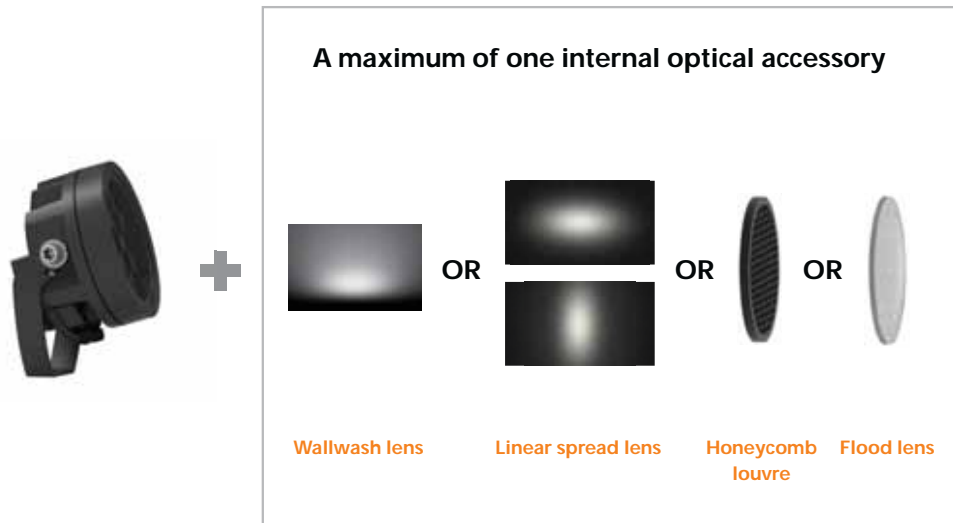 A maximum of one internal optical accessory
OR
OR
OR
Wallwash lens
Linear spread lens
Honeycomb
louvre
Flood lens